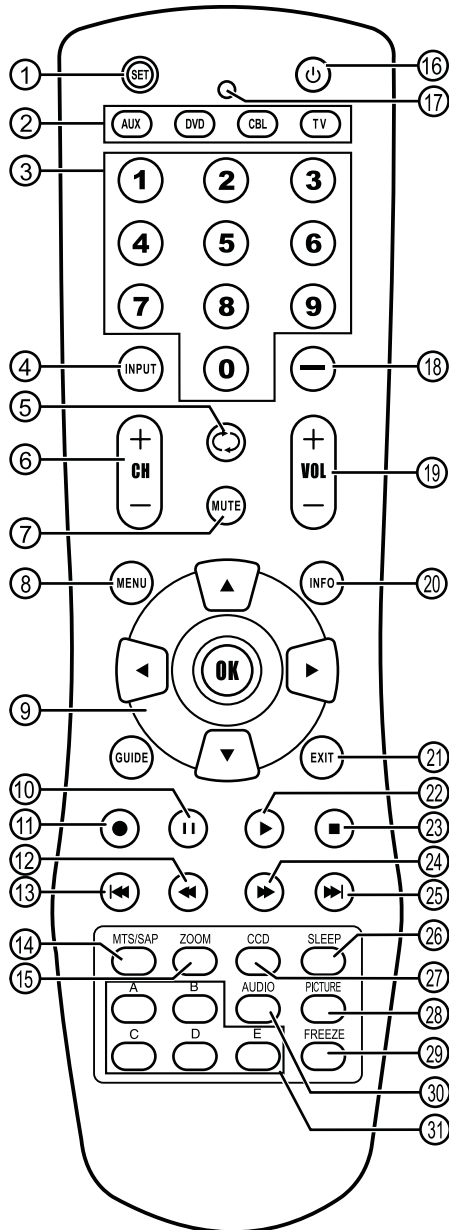 1 SET 16
17
2 AUX DVD CBL TV
3 1 2 3
4 5 6
7 8 9
4 INPUT 0 18
5
6 + CH − + VOL − 19
7 MUTE
8 MENU INFO 20
OK
9
GUIDE EXIT 21
10 22
11 23
12 24
13 25
14 MTS/SAP ZOOM CCD SLEEP 26
15 27
A B AUDIO PICTURE 28
C D E FREEZE 29
30
31